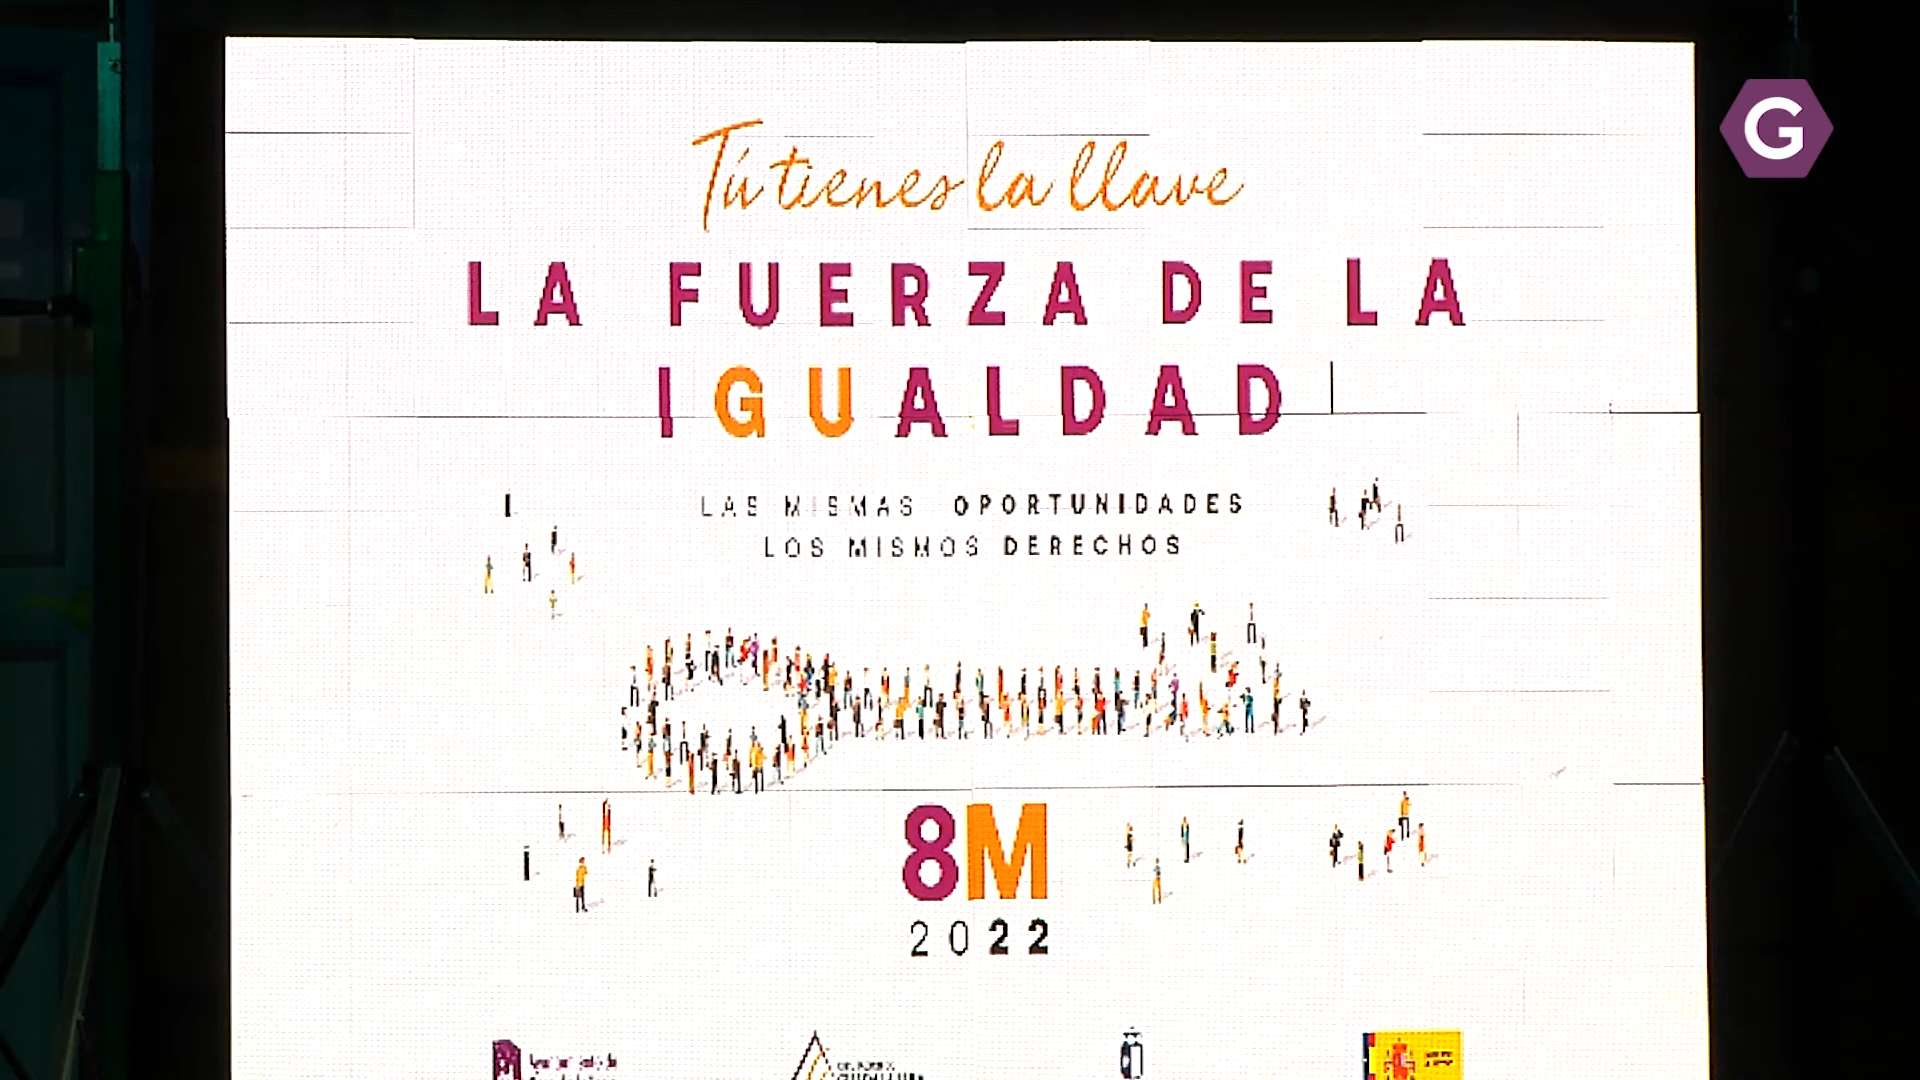 G
Tú tienes la llave
LA FUERZA DE LA
IGUALDAD
LAS MISMAS OPORTUNIDADES
LOS MISMOS DERECHOS
8M
2022